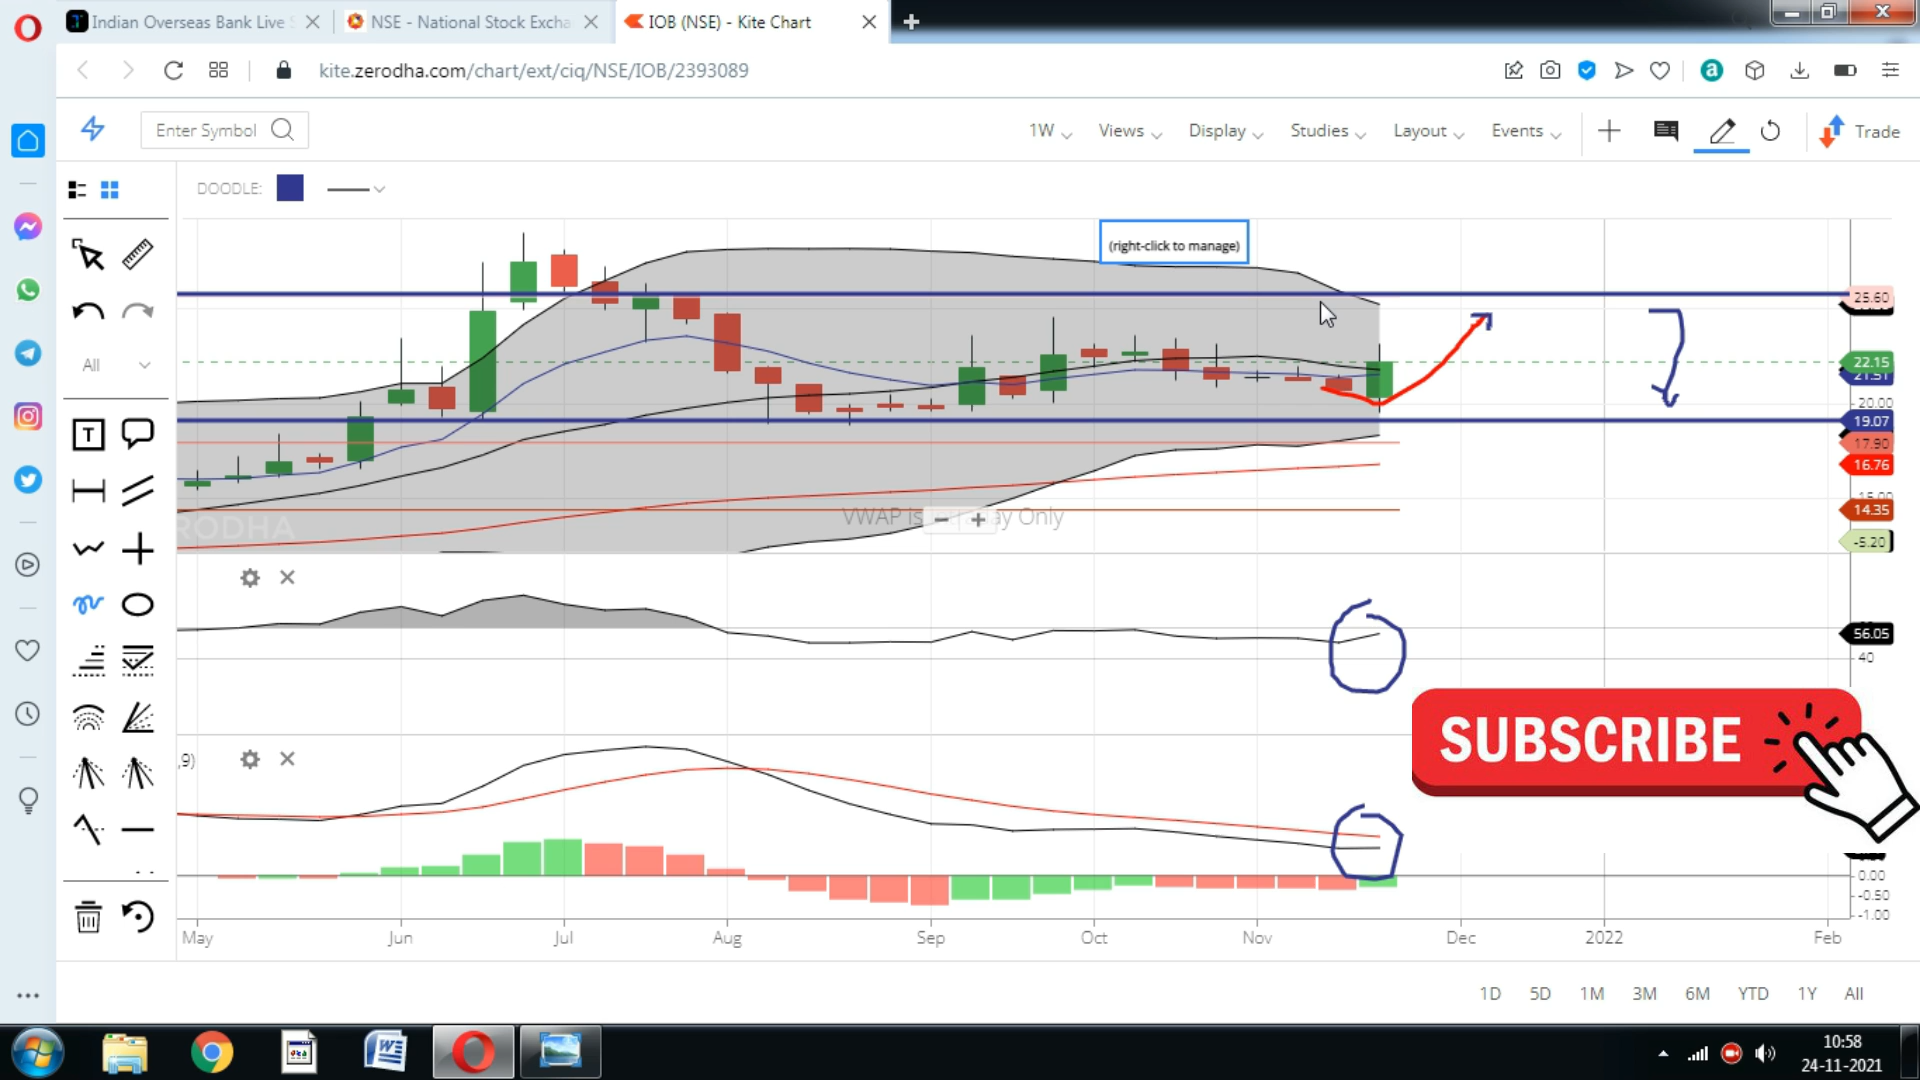 Indian Overseas Bank Live
NSE - National Stock Excha
IOB (NSE) - Kite Chart
kite.zerodha.com/chart/ext/ciq/NSE/IOB/2393089
Enter Symbol
1W
Views
Display
Studies
Layout
Events
Trade
DOODLE:
All
T
(right-click to manage)
25.60
22.15
21.51
20.00
19.07
17.90
16.76
15.00
14.35
-5.20
RODHA
VWAP is ay Only
56.05
40
SUBSCRIBE
,9)
0.00
-0.50
-1.00
May
Jun
Jul
Aug
Sep
Oct
Nov
Dec
2022
Feb
1D
5D
1M
3M
6M
YTD
1Y
All
10:58
24-11-2021